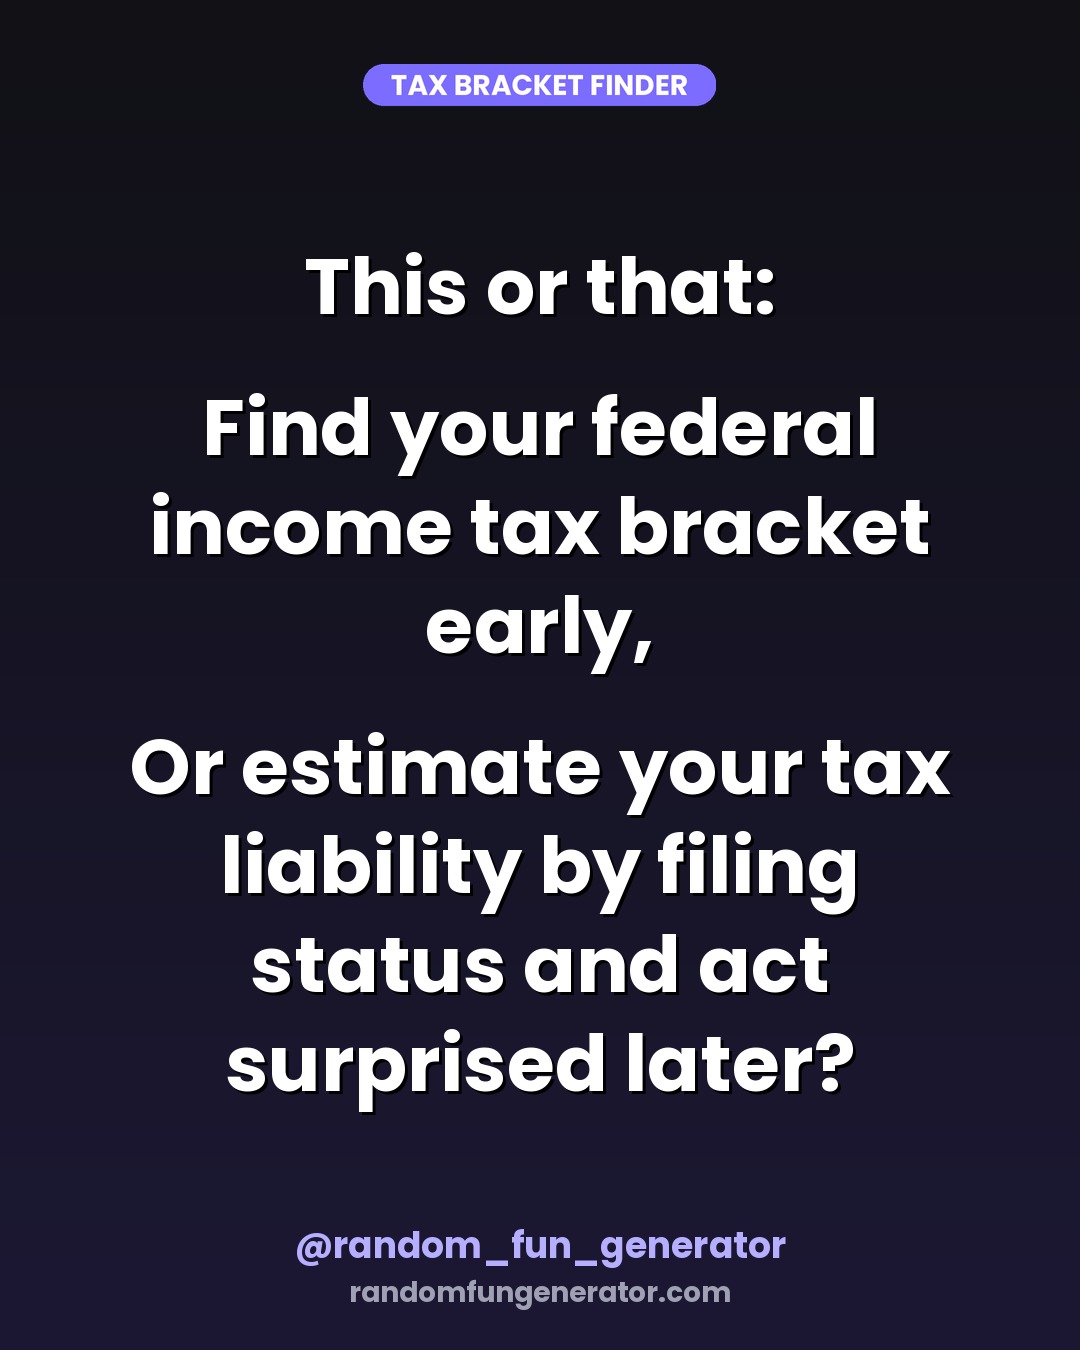 TAX BRACKET FINDER
This or that:
Find your federal
income tax bracket
early,
Or estimate your tax
liability by filing
status and act
surprised later?
@random_fun_generator
randomfungenerator.com